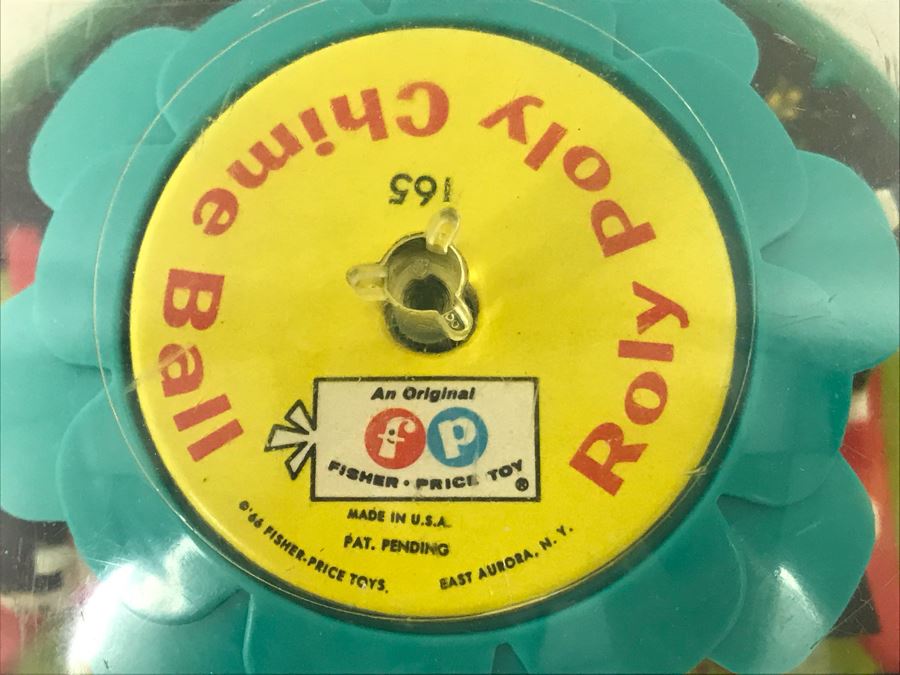 Roly Poly Chime Ball
165
An Original
fp
FISHER·PRICE TOY®
MADE IN U.S.A.
PAT. PENDING
©'66 FISHER-PRICE TOYS, EAST AURORA, N.Y.